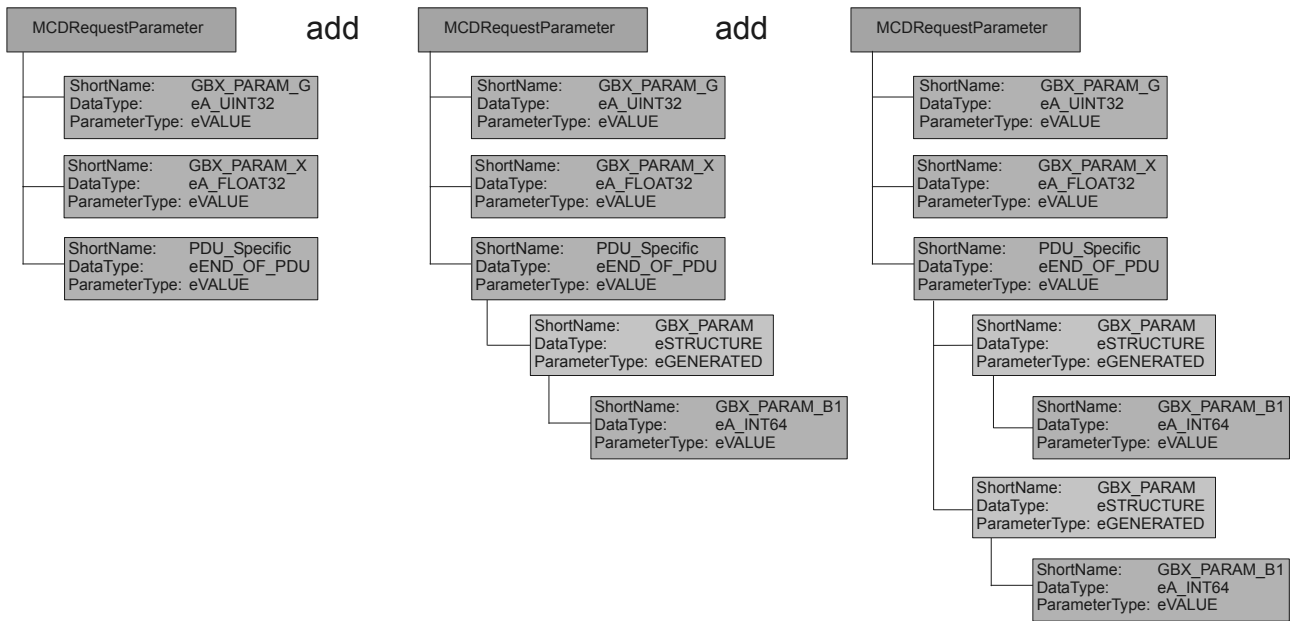 MCDRequestParameter
ShortName: GBX_PARAM_G
DataType: eA_UINT32
ParameterType: eVALUE
ShortName: GBX_PARAM_X
DataType: eA_FLOAT32
ParameterType: eVALUE
ShortName: PDU_Specific
DataType: eEND_OF_PDU
ParameterType: eVALUE
add
MCDRequestParameter
ShortName: GBX_PARAM_G
DataType: eA_UINT32
ParameterType: eVALUE
ShortName: GBX_PARAM_X
DataType: eA_FLOAT32
ParameterType: eVALUE
ShortName: PDU_Specific
DataType: eEND_OF_PDU
ParameterType: eVALUE
ShortName: GBX_PARAM
DataType: eSTRUCTURE
ParameterType: eGENERATED
ShortName: GBX_PARAM_B1
DataType: eA_INT64
ParameterType: eVALUE
add
MCDRequestParameter
ShortName: GBX_PARAM_G
DataType: eA_UINT32
ParameterType: eVALUE
ShortName: GBX_PARAM_X
DataType: eA_FLOAT32
ParameterType: eVALUE
ShortName: PDU_Specific
DataType: eEND_OF_PDU
ParameterType: eVALUE
ShortName: GBX_PARAM
DataType: eSTRUCTURE
ParameterType: eGENERATED
ShortName: GBX_PARAM_B1
DataType: eA_INT64
ParameterType: eVALUE
ShortName: GBX_PARAM
DataType: eSTRUCTURE
ParameterType: eGENERATED
ShortName: GBX_PARAM_B1
DataType: eA_INT64
ParameterType: eVALUE